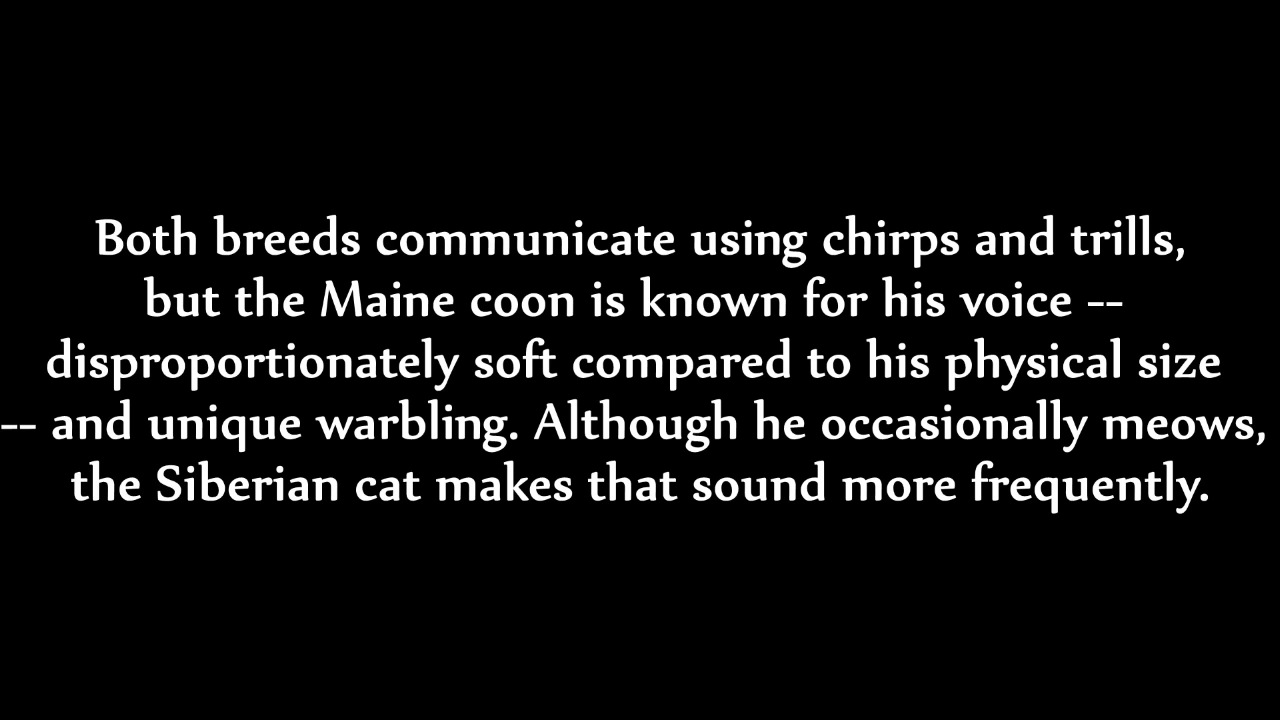 Both breeds communicate using chirps and trills,
but the Maine coon is known for his voice --
disproportionately soft compared to his physical size
-- and unique warbling. Although he occasionally meows,
the Siberian cat makes that sound more frequently.